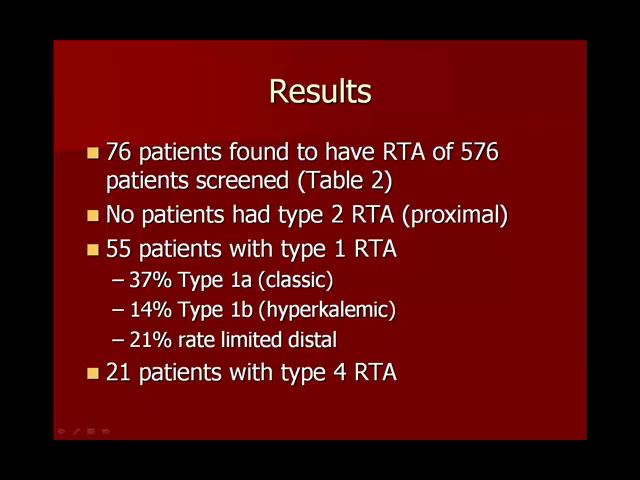 Results
76 patients found to have RTA of 576
patients screened (Table 2)
No patients had type 2 RTA (proximal)
55 patients with type 1 RTA
– 37% Type 1a (classic)
– 14% Type 1b (hyperkalemic)
– 21% rate limited distal
21 patients with type 4 RTA